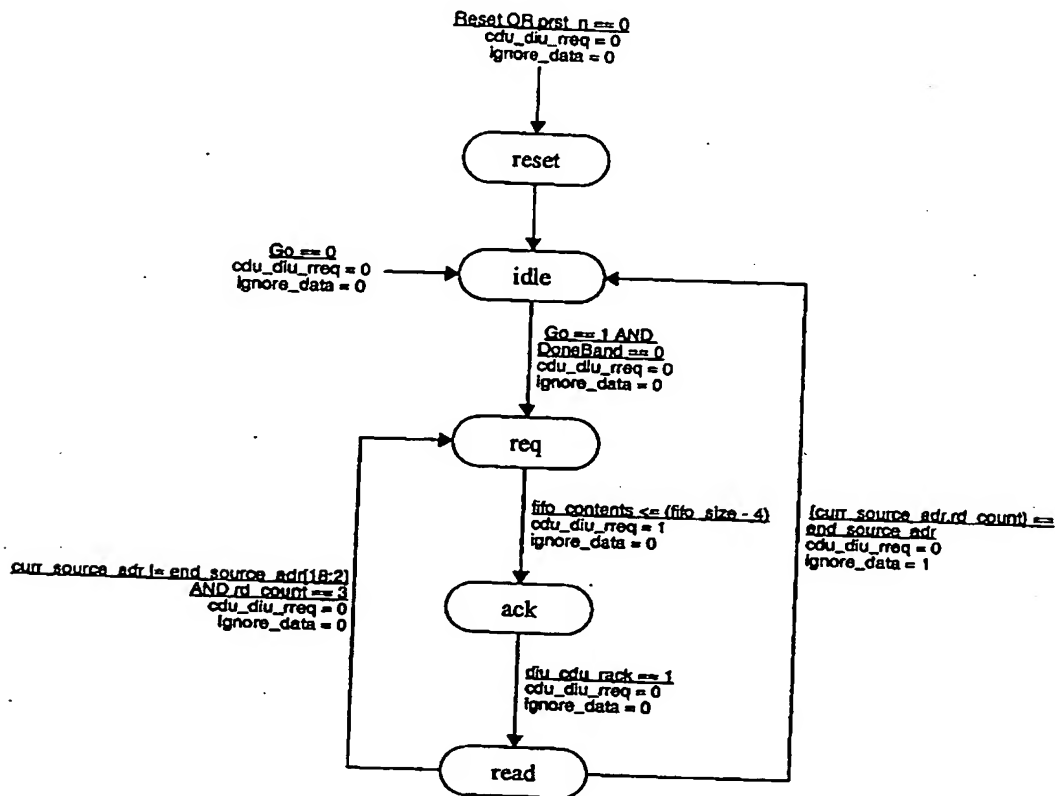 Reset OR prst_n == 0
cdu_diu_rreq = 0
ignore_data = 0
reset
Go == 0
cdu_diu_rreq = 0
ignore_data = 0
idle
Go == 1 AND
DoneBand == 0
cdu_diu_rreq = 0
ignore_data = 0
req
fifo_contents <= (fifo_size - 4)
cdu_diu_rreq = 1
ignore_data = 0
{curr_source_adr,rd_count} ==
end_source_adr
cdu_diu_rreq = 0
ignore_data = 1
curr_source_adr != end_source_adr[18:2]
AND rd_count == 3
cdu_diu_rreq = 0
ignore_data = 0
ack
diu_cdu_rack == 1
cdu_diu_rreq = 0
ignore_data = 0
read